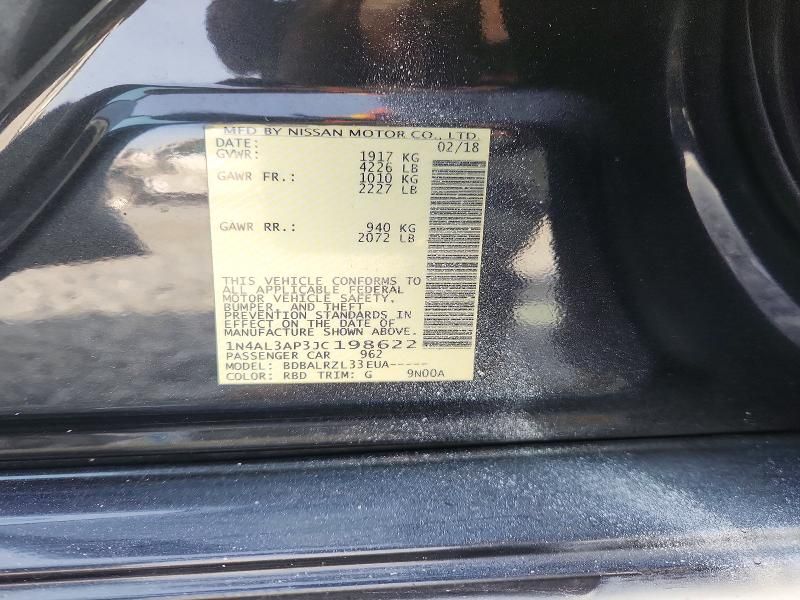 MFD BY NISSAN MOTOR CO., LTD.
DATE: 02/18
GVWR: 1917 KG
4226 LB
GAWR FR.: 1010 KG
2227 LB
GAWR RR.: 940 KG
2072 LB
THIS VEHICLE CONFORMS TO
ALL APPLICABLE FEDERAL
MOTOR VEHICLE SAFETY,
BUMPER, AND THEFT
PREVENTION STANDARDS IN
EFFECT ON THE DATE OF
MANUFACTURE SHOWN ABOVE.
1N4AL3AP3JC198622
PASSENGER CAR 962
MODEL: BDBALRZL33EUA-----
COLOR: RBD TRIM: G 9N00A